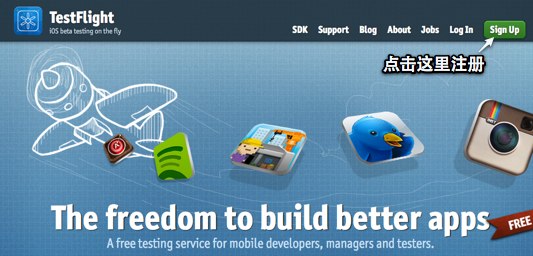 TestFlight
iOS beta testing on the fly
SDK Support Blog About Jobs Log In Sign Up
点击这里注册
The freedom to build better apps
FREE
A free testing service for mobile developers, managers and testers.